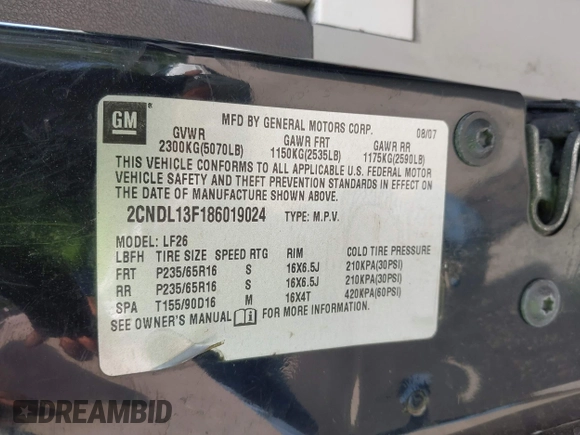 GM
MFD BY GENERAL MOTORS CORP. 08/07
GVWR GAWR FRT GAWR RR
2300KG(5070LB) 1150KG(2535LB) 1175KG(2590LB)
THIS VEHICLE CONFORMS TO ALL APPLICABLE U.S. FEDERAL MOTOR
VEHICLE SAFETY AND THEFT PREVENTION STANDARDS IN EFFECT ON
THE DATE OF MANUFACTURE SHOWN ABOVE.
2CNDL13F186019024 TYPE: M.P.V.
MODEL: LF26
LBFH TIRE SIZE SPEED RTG RIM COLD TIRE PRESSURE
FRT P235/65R16 S 16X6.5J 210KPA(30PSI)
RR P235/65R16 S 16X6.5J 210KPA(30PSI)
SPA T155/90D16 M 16X4T 420KPA(60PSI)
SEE OWNER'S MANUAL FOR MORE INFORMATION.
DREAMBID